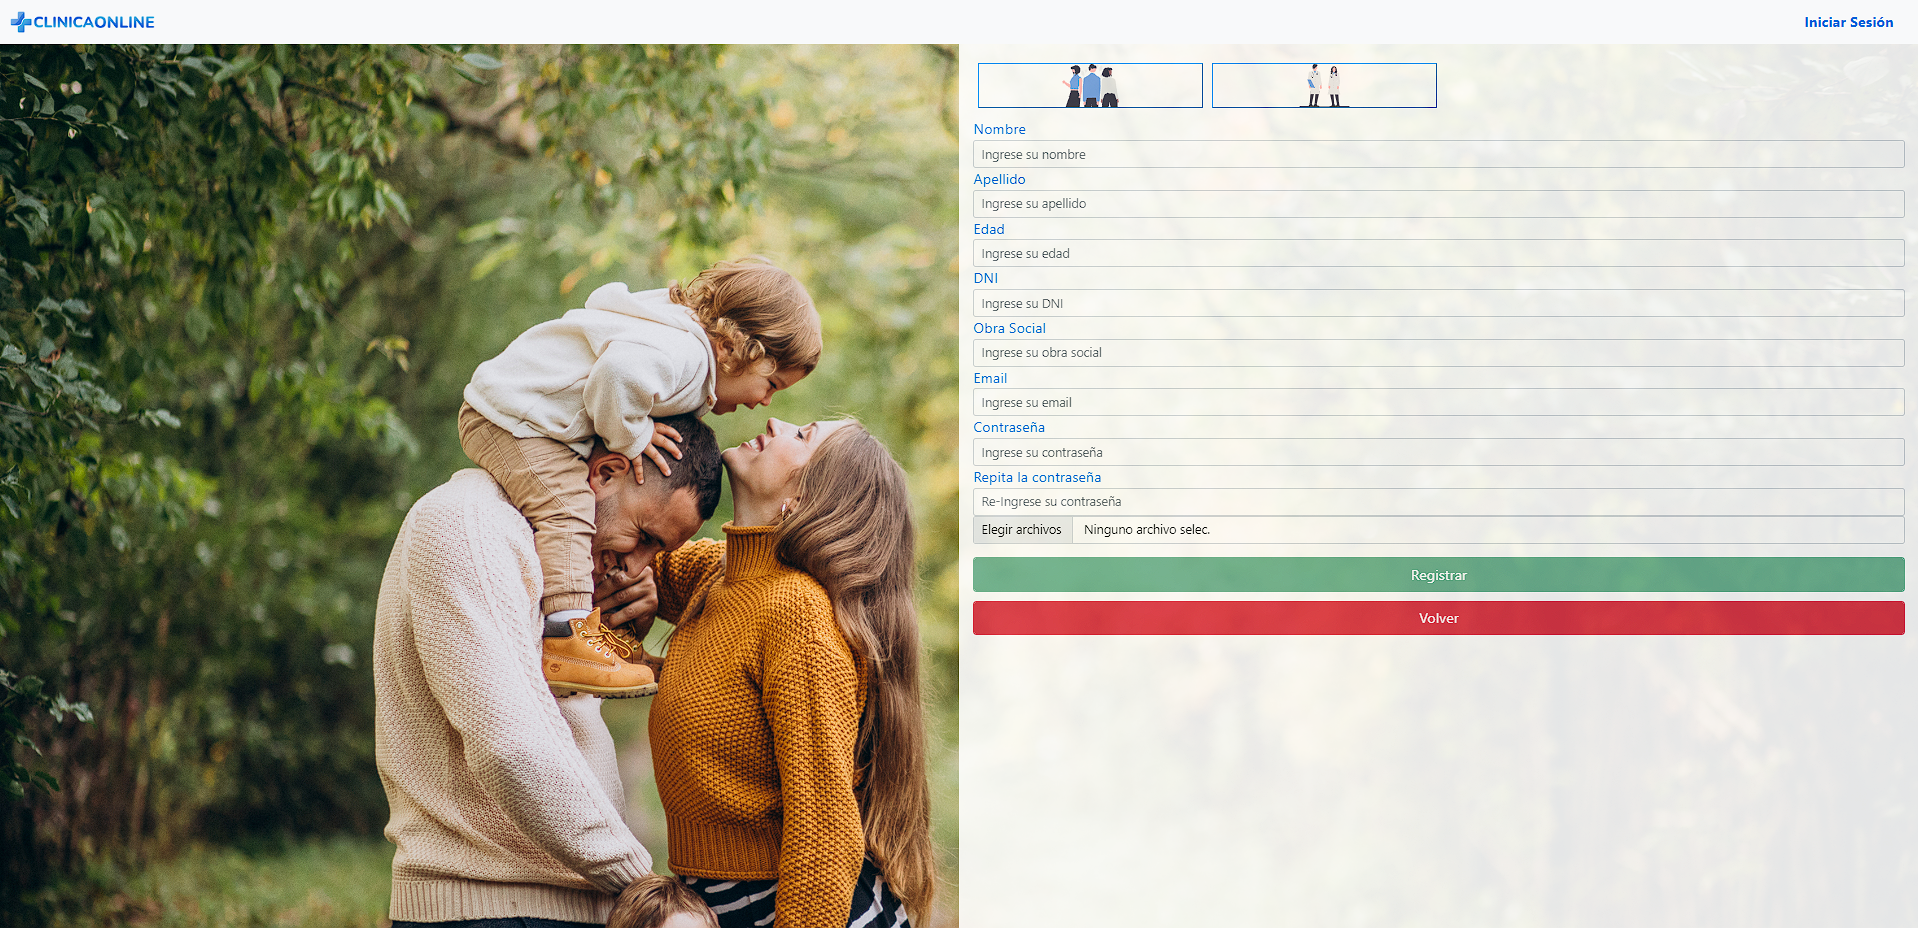 CLINICAONLINE
Iniciar Sesión
Nombre
Ingrese su nombre
Apellido
Ingrese su apellido
Edad
Ingrese su edad
DNI
Ingrese su DNI
Obra Social
Ingrese su obra social
Email
Ingrese su email
Contraseña
Ingrese su contraseña
Repita la contraseña
Re-Ingrese su contraseña
Elegir archivos Ninguno archivo selec.
Registrar
Volver